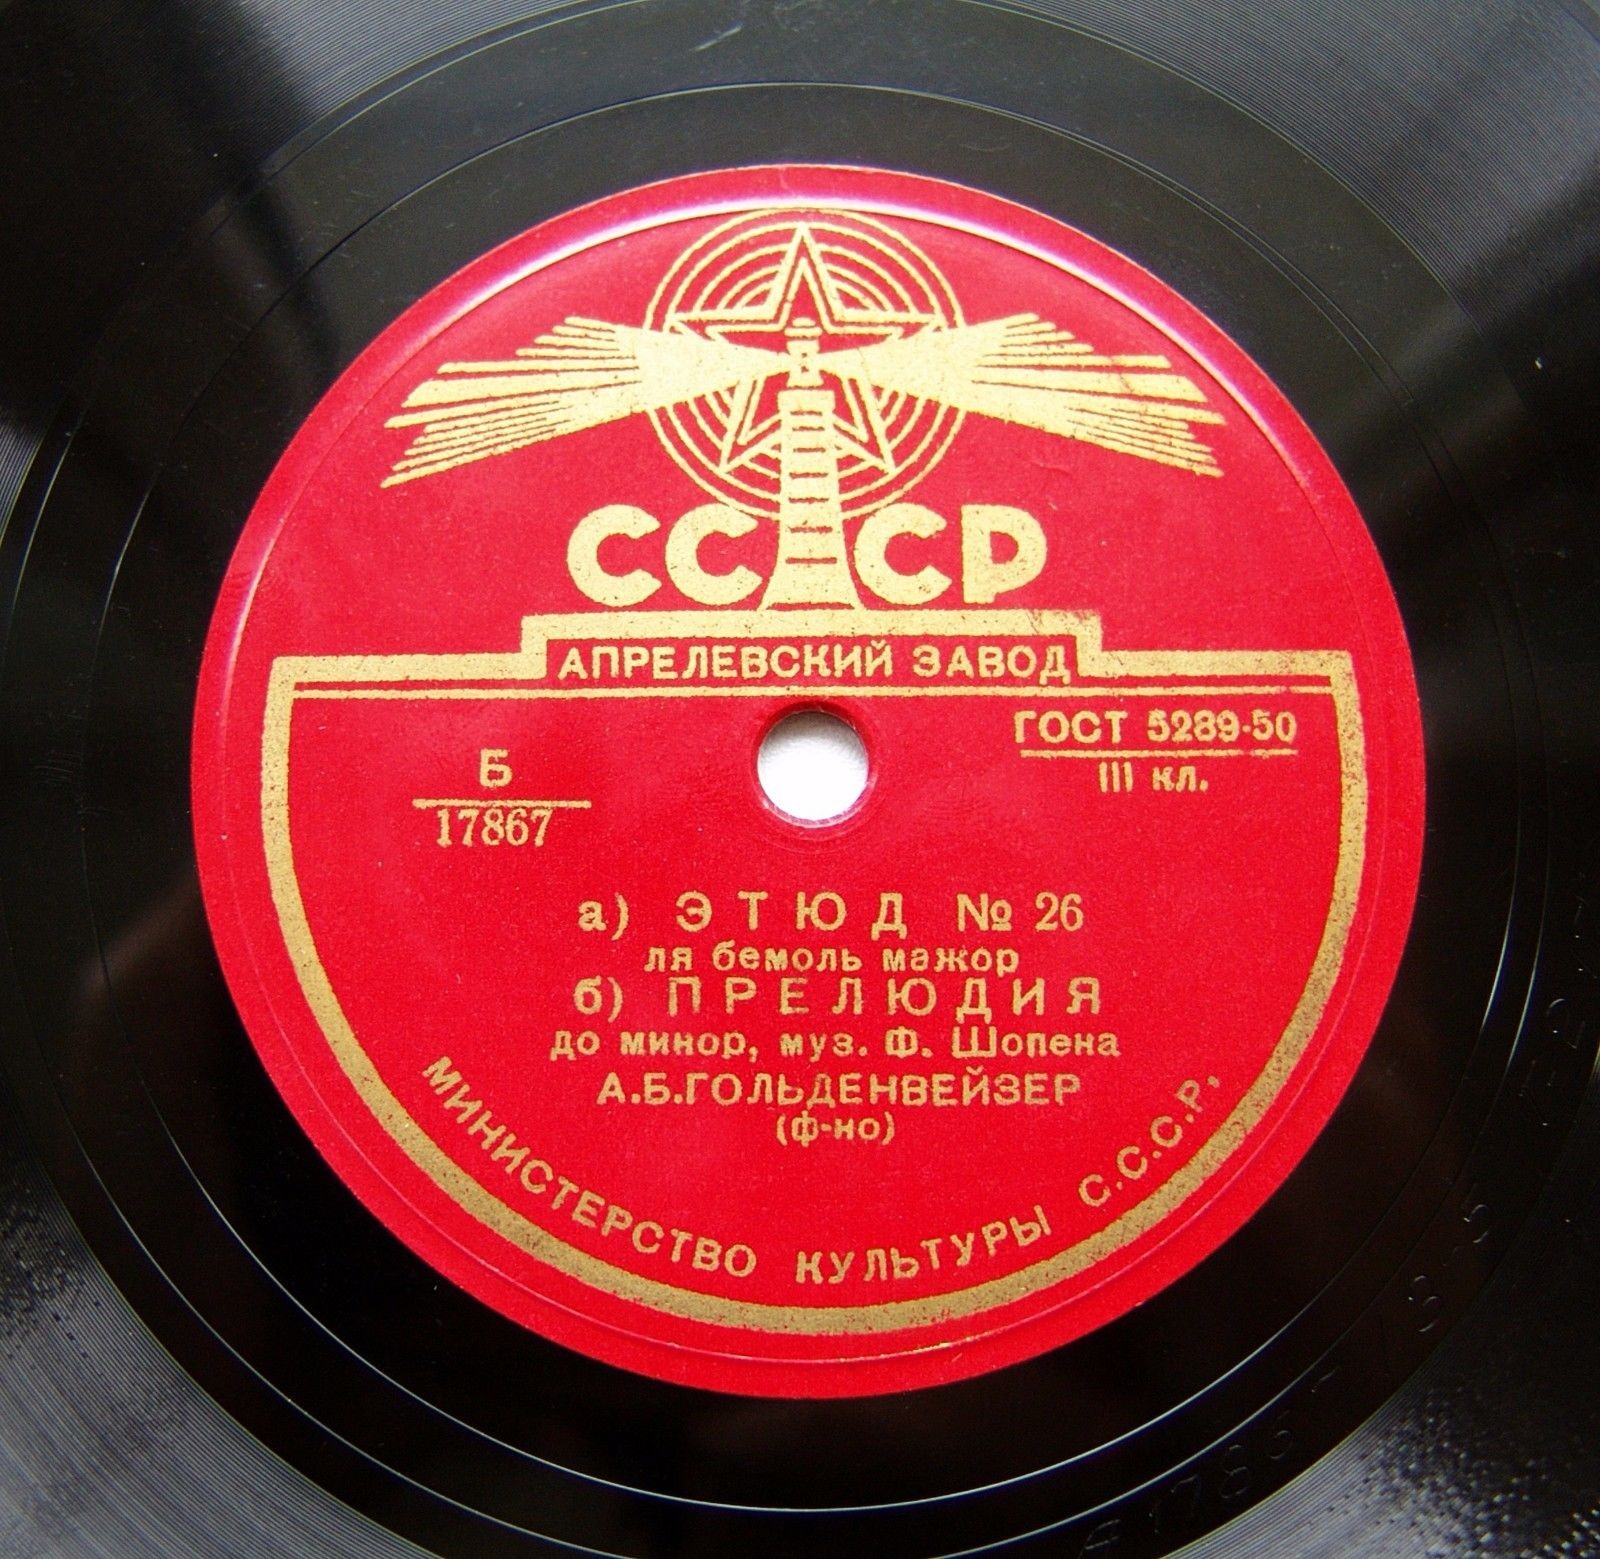 СССР
АПРЕЛЕВСКИЙ ЗАВОД
ГОСТ 5289-50
III кл.
Б
17867
а) ЭТЮД № 26
ля бемоль мажор
б) ПРЕЛЮДИЯ
до минор, муз. Ф. Шопена
А.Б.ГОЛЬДЕНВЕЙЗЕР
(ф-но)
МИНИСТЕРСТВО КУЛЬТУРЫ С.С.С.Р,